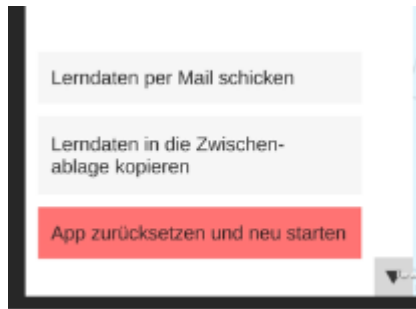 Lerndaten per Mail schicken
Lerndaten in die Zwischen-
ablage kopieren
App zurücksetzen und neu starten